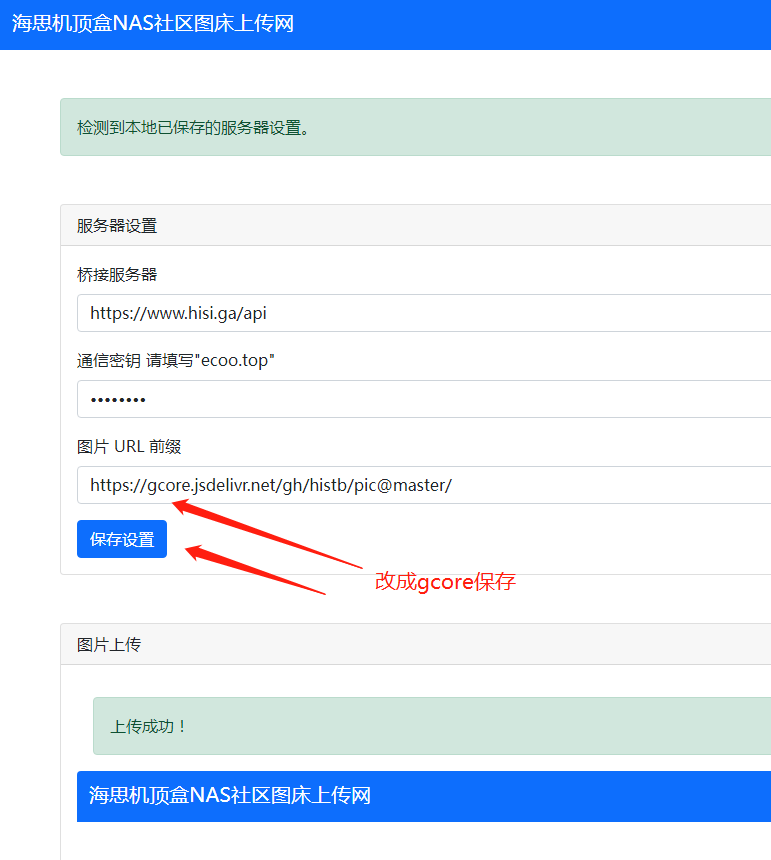 海思机顶盒NAS社区图床上传网
检测到本地已保存的服务器设置。
服务器设置
桥接服务器
https://www.hisi.ga/api
通信密钥 请填写"ecoo.top"
••••••••
图片 URL 前缀
https://gcore.jsdelivr.net/gh/histb/pic@master/
保存设置
改成gcore保存
图片上传
上传成功！
海思机顶盒NAS社区图床上传网